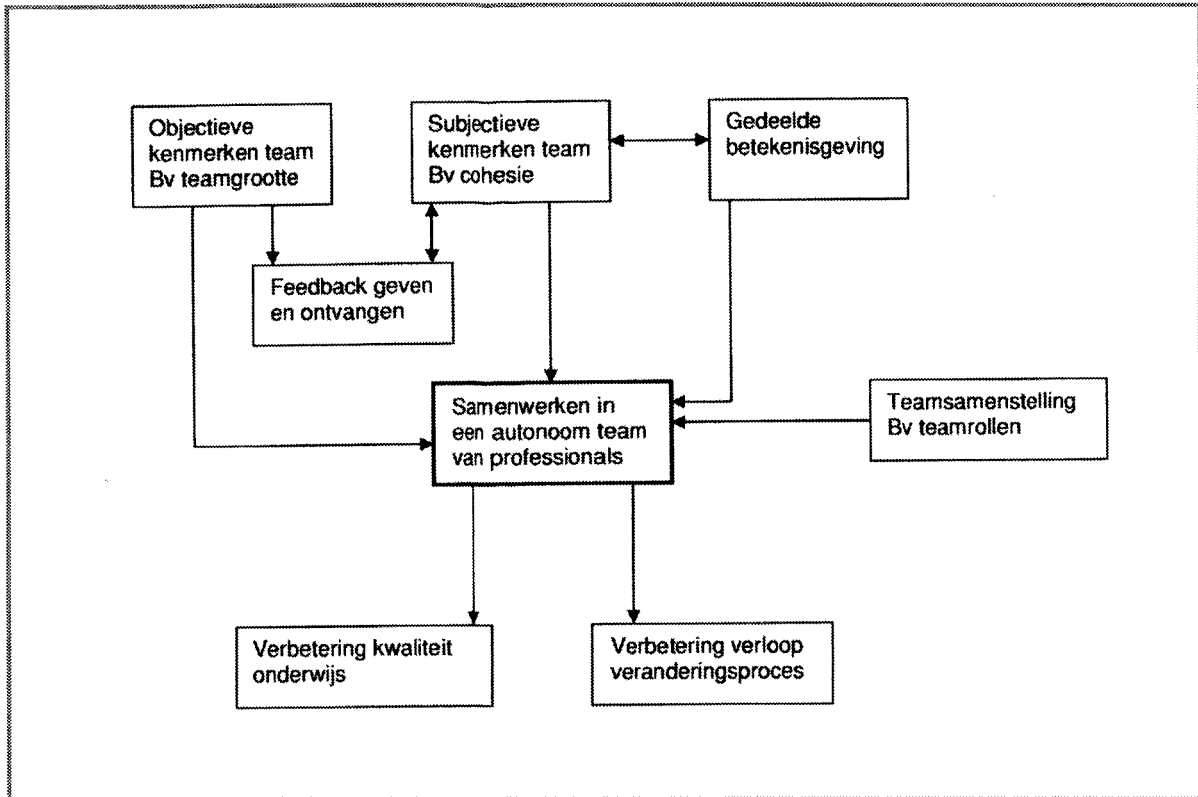 Objectieve
kenmerken team
Bv teamgrootte
Subjectieve
kenmerken team
Bv cohesie
Gedeelde
betekenisgeving
Feedback geven
en ontvangen
Samenwerken in
een autonoom team
van professionals
Teamsamenstelling
Bv teamrollen
Verbetering kwaliteit
onderwijs
Verbetering verloop
veranderingsproces